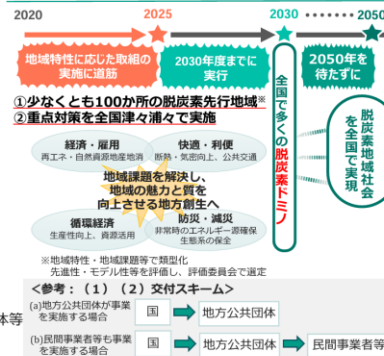 2020 2025 2030 2050
地域特性に応じた取組の
実施に道筋
2030年度までに
実行
2050年を
待たずに
①少なくとも100か所の脱炭素先行地域※
②重点対策を全国津々浦々で実施
全国で多くの脱炭素ドミノ
脱炭素地域社会
を全国で実現
経済・雇用
再エネ・自然資源地産地消
快適・利便
断熱・気密向上、公共交通
地域課題を解決し、
地域の魅力と質を
向上させる地方創生へ
循環経済
生産性向上、資源活用
防災・減災
非常時のエネルギー源確保
生態系の保全
※地域特性・地域課題等で類型化
先進性・モデル性等を評価し、評価委員会で選定
体等
<参考：（1）（2）交付スキーム>
(a)地方公共団体が事業
を実施する場合
国 地方公共団体
(b)民間事業者等も事業
を実施する場合
国 地方公共団体 民間事業者等